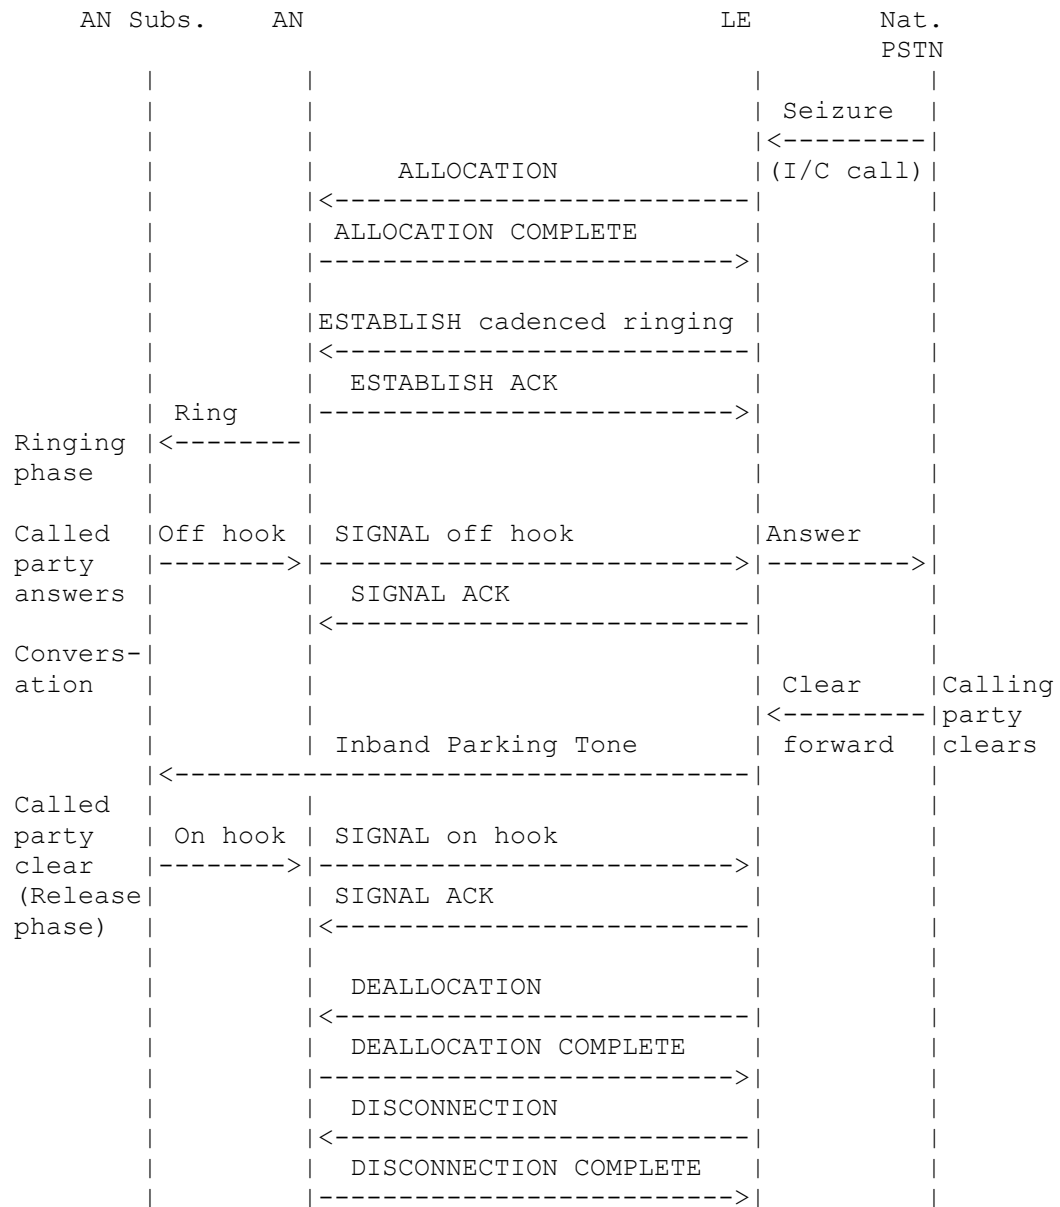 AN Subs. AN LE Nat.
PSTN
Seizure
ALLOCATION (I/C call)
ALLOCATION COMPLETE
ESTABLISH cadenced ringing
ESTABLISH ACK
Ring
Ringing
phase
Called Off hook SIGNAL off hook Answer
party
answers SIGNAL ACK
Convers-
ation Clear Calling
party
Inband Parking Tone forward clears
Called
party On hook SIGNAL on hook
clear
(Release SIGNAL ACK
phase)
DEALLOCATION
DEALLOCATION COMPLETE
DISCONNECTION
DISCONNECTION COMPLETE